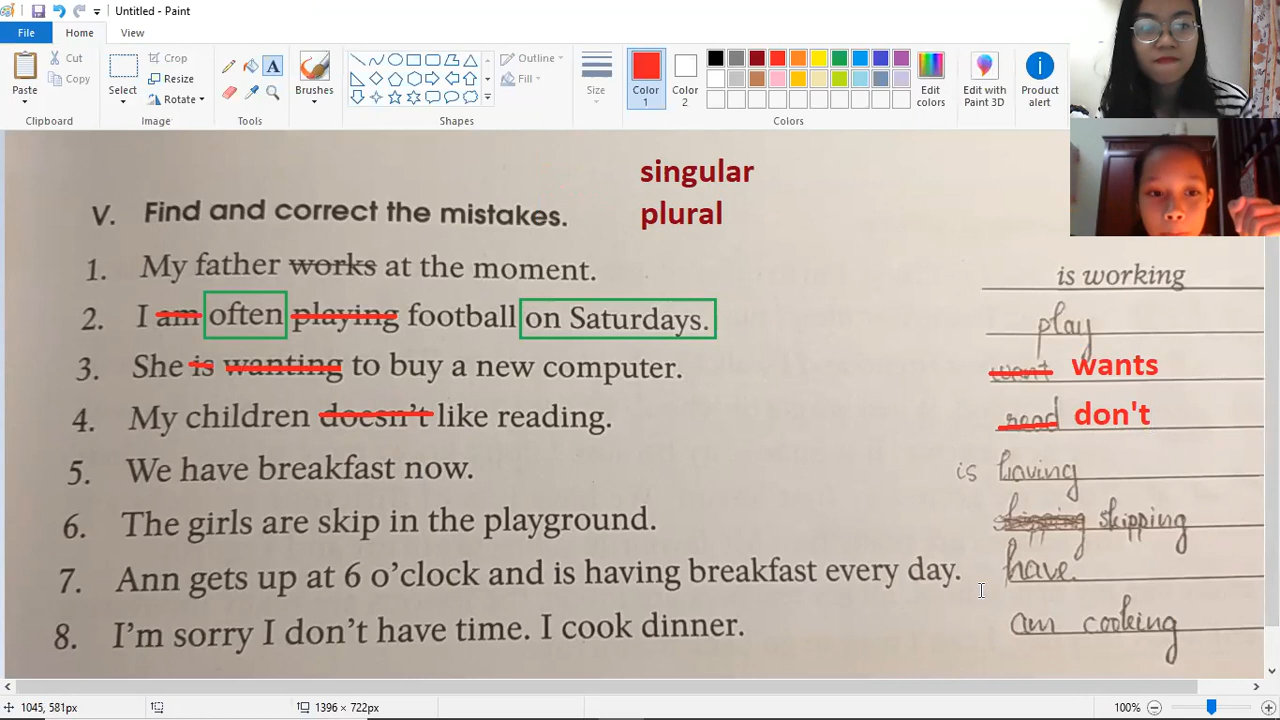 Untitled - Paint
File Home View
Cut
Copy
Paste
Clipboard
Crop
Resize
Rotate
Select
Image
Tools
Brushes
Outline
Fill
Shapes
Size
Color 1
Color 2
Edit colors
Colors
Edit with Paint 3D
Product alert
singular
plural
V. Find and correct the mistakes.
1. My father works at the moment. is working
2. I am often playing football on Saturdays. play
3. She is wanting to buy a new computer. want wants
4. My children doesn't like reading. read don't
5. We have breakfast now. is having
6. The girls are skip in the playground. skipping
7. Ann gets up at 6 o'clock and is having breakfast every day. have
8. I'm sorry I don't have time. I cook dinner. am cooking
1045, 581px 1396 × 722px 100%